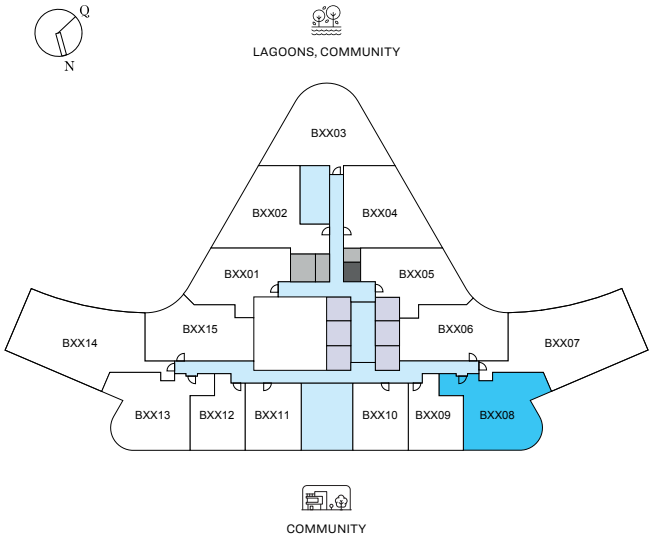 Q
N
LAGOONS, COMMUNITY
BXX03
BXX02 BXX04
BXX01 BXX05
BXX14 BXX15 BXX06 BXX07
BXX13 BXX12 BXX11 BXX10 BXX09 BXX08
COMMUNITY